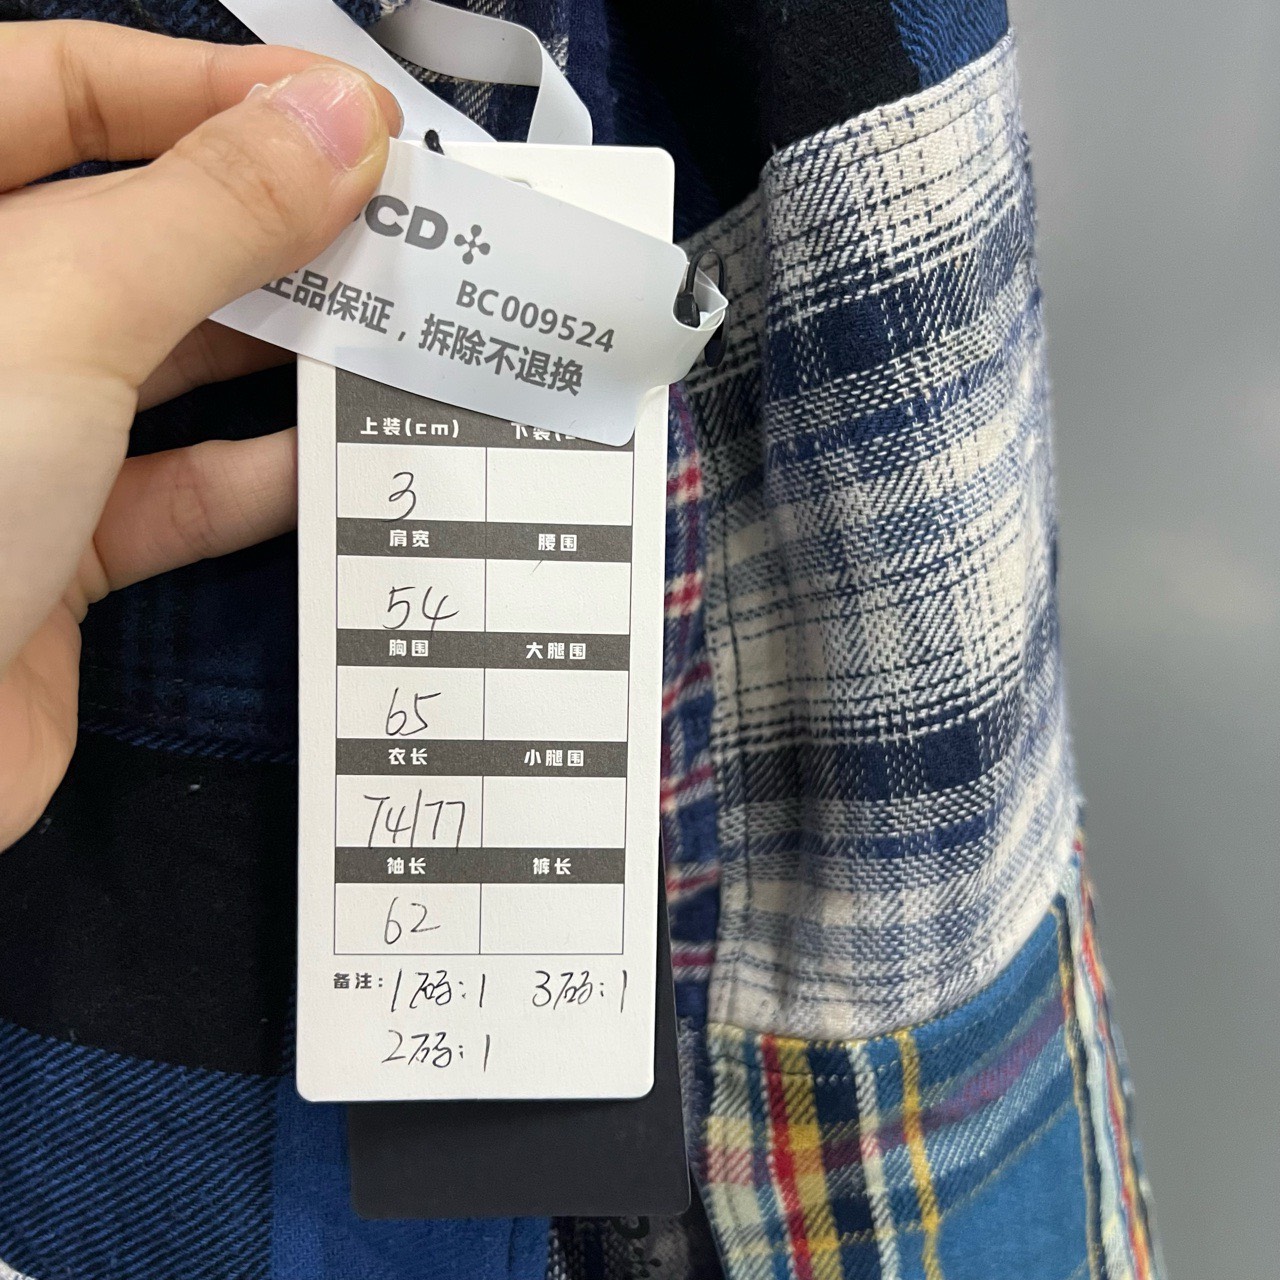 CD
BC009524
正品保证，拆除不退换
上装(cm) 下装
3
肩宽 腰围
54
胸围 大腿围
65
衣长 小腿围
74/77
袖长 裤长
62
备注: 1码:1 3码:1
2码:1